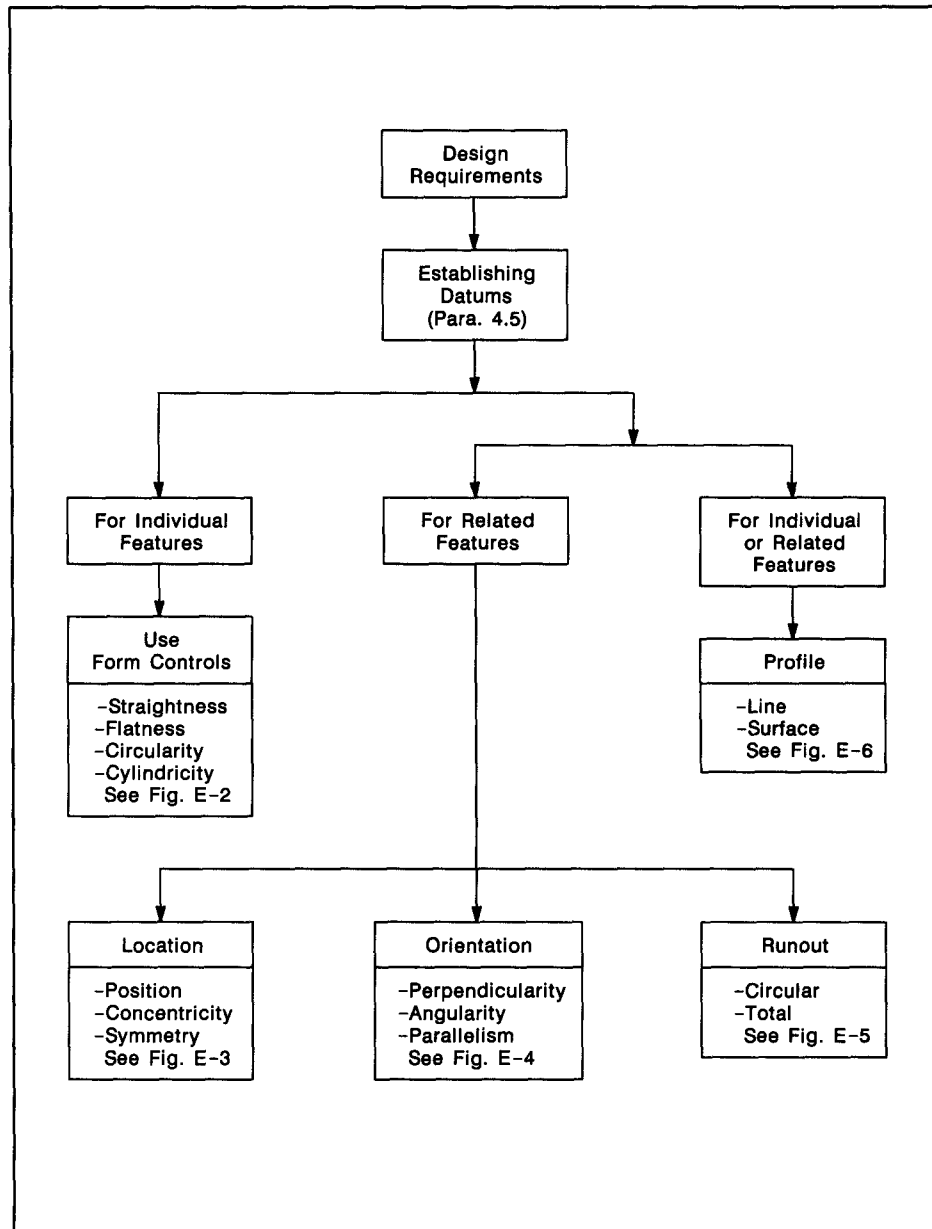 Design
Requirements
Establishing
Datums
(Para. 4.5)
For Individual
Features
For Related
Features
For Individual
or Related
Features
Use
Form Controls
-Straightness
-Flatness
-Circularity
-Cylindricity
See Fig. E-2
Profile
-Line
-Surface
See Fig. E-6
Location
-Position
-Concentricity
-Symmetry
See Fig. E-3
Orientation
-Perpendicularity
-Angularity
-Parallelism
See Fig. E-4
Runout
-Circular
-Total
See Fig. E-5